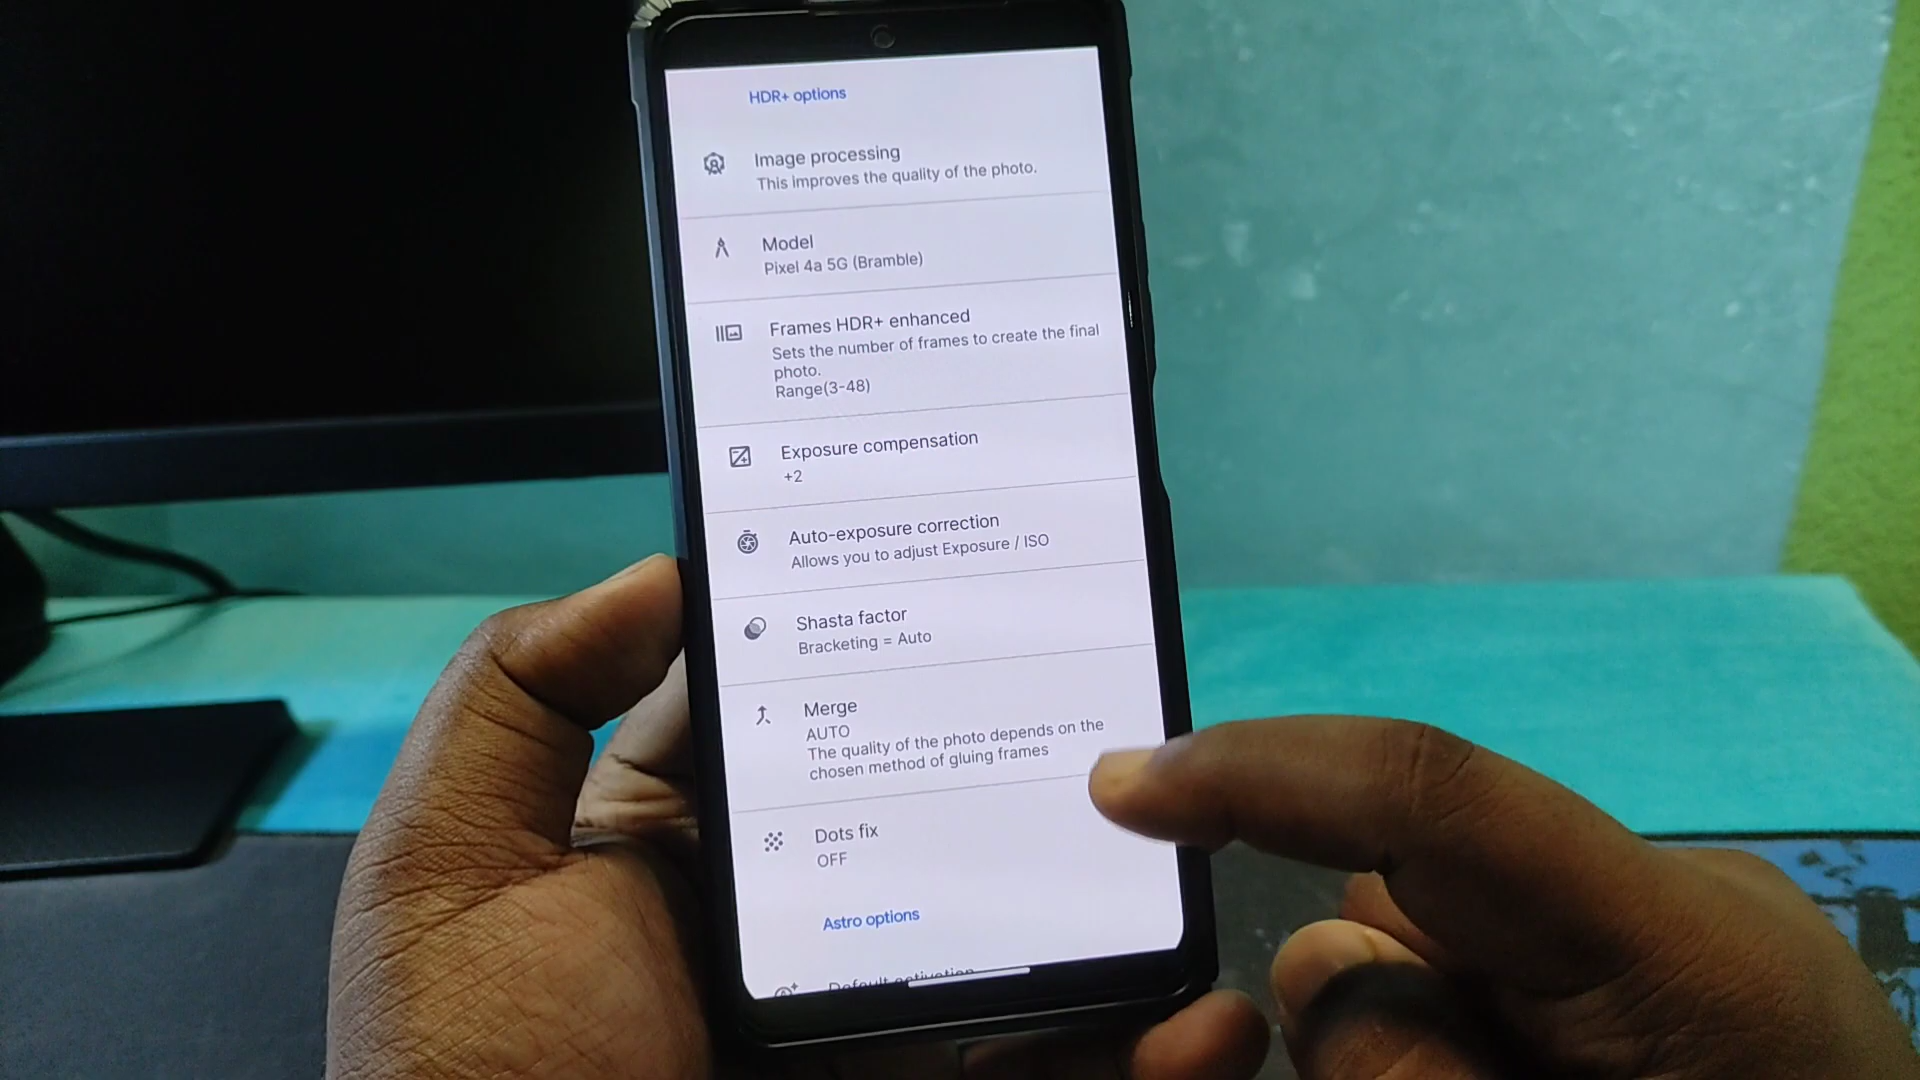 HDR+ options
Image processing
This improves the quality of the photo.
Model
Pixel 4a 5G (Bramble)
Frames HDR+ enhanced
Sets the number of frames to create the final
photo.
Range(3-48)
Exposure compensation
+2
Auto-exposure correction
Allows you to adjust Exposure / ISO
Shasta factor
Bracketing = Auto
Merge
AUTO
The quality of the photo depends on the
chosen method of gluing frames
Dots fix
OFF
Astro options
Default activation